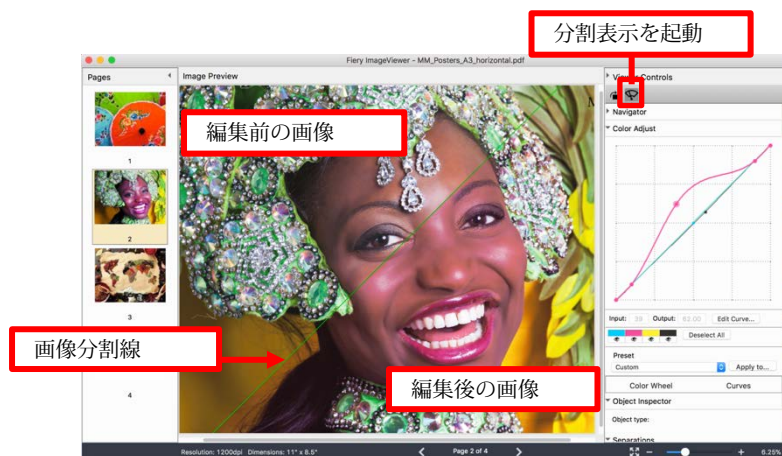 分割表示を起動
Fiery ImageViewer - MM_Posters_A3_horizontal.pdf
Pages
Image Preview
Controls
編集前の画像
Navigator
Color Adjust
1
2
3
4
画像分割線
編集後の画像
Input: 39 Output: 62.00 Edit Curve...
Deselect All
Preset
Custom
Apply to...
Color Wheel Curves
Object Inspector
Object type:
Separations
Resolution: 1200dpi Dimensions: 11" x 8.5" Page 2 of 4 6.25%